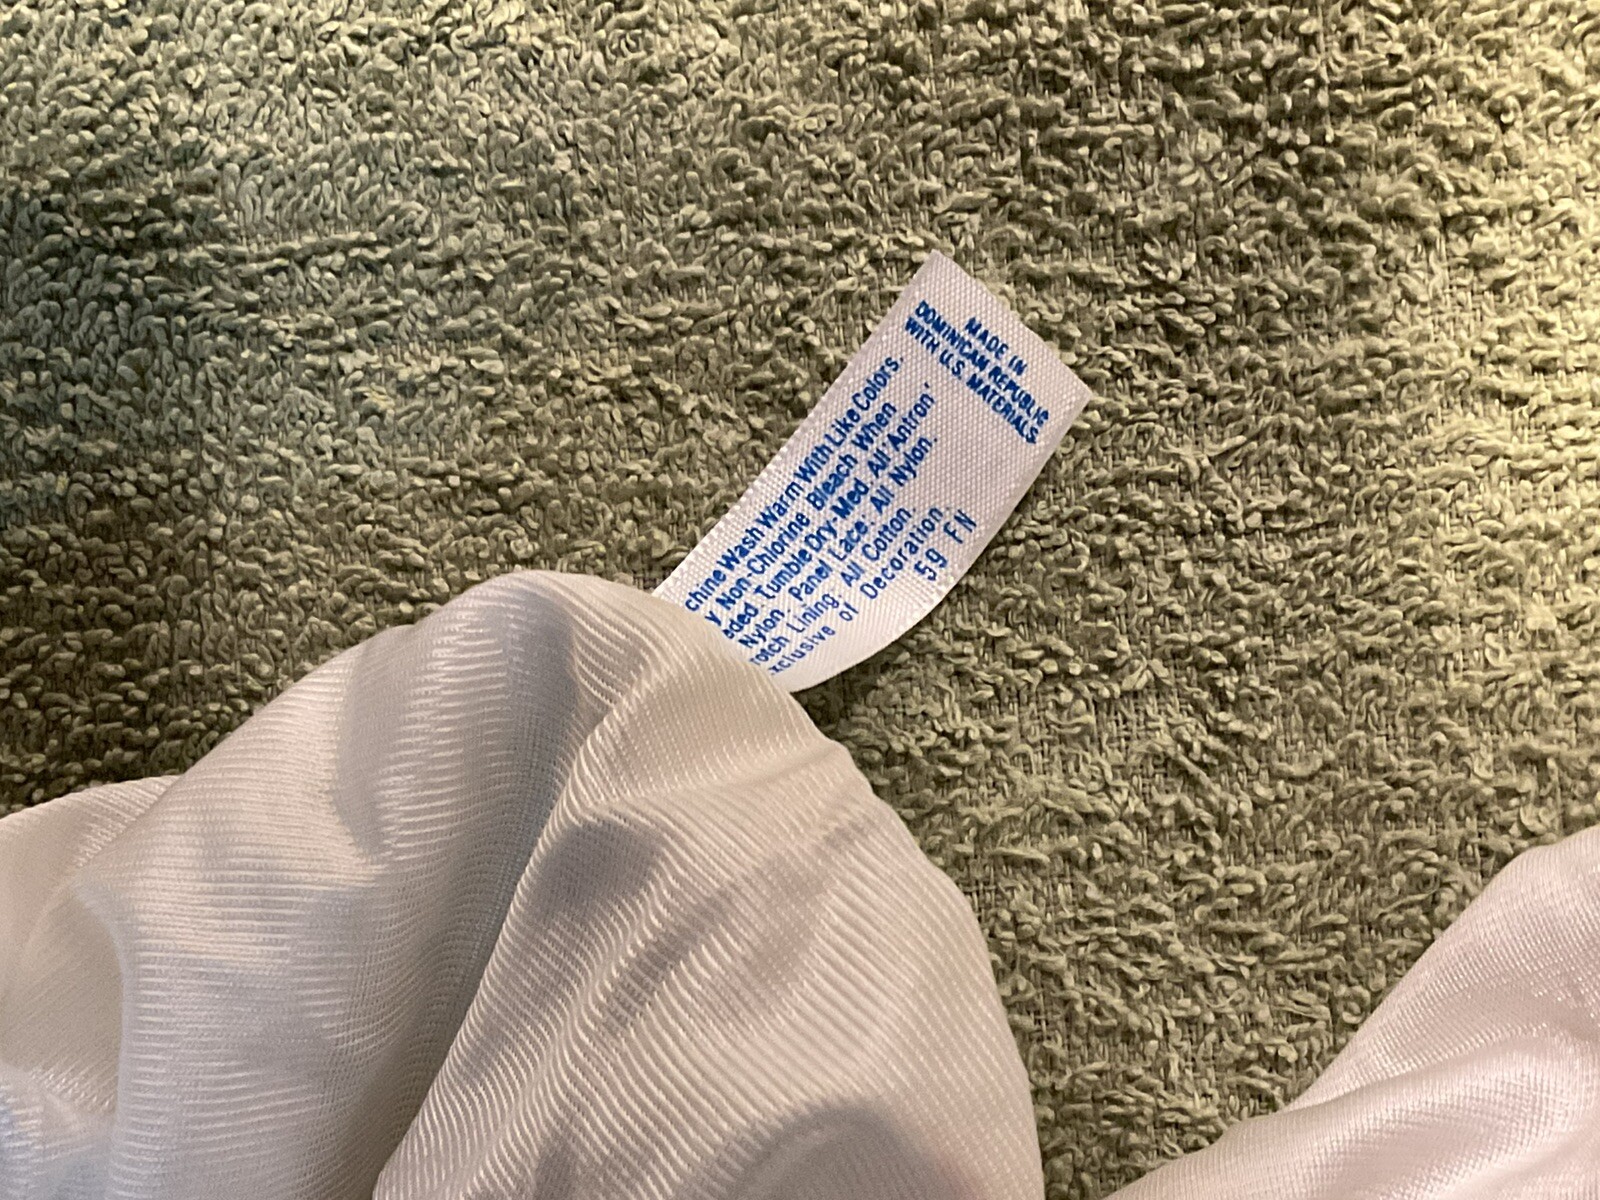 MADE IN
DOMINICAN REPUBLIC
WITH U.S. MATERIALS.
chine Wash Warm With Like Colors.
y Non-Chlorine Bleach When
eded. Tumble Dry-Med. All "Antron"
Nylon. Panel Lace: All Nylon.
rotch Lining: All Cotton.
xclusive of Decoration.
59 FN